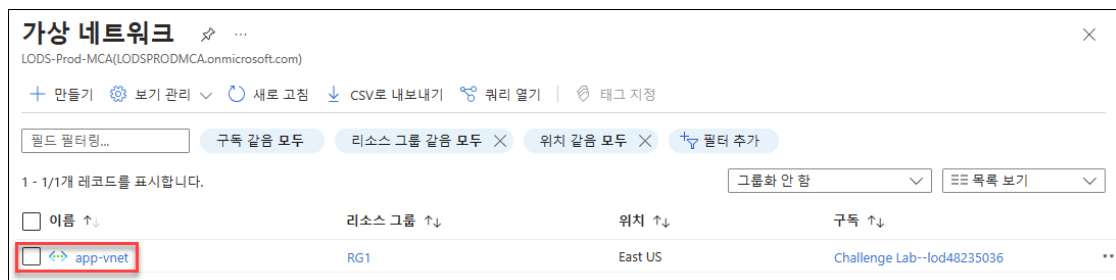 가상 네트워크
LODS-Prod-MCA(LODSPRODMCA.onmicrosoft.com)
만들기 보기 관리 새로 고침 CSV로 내보내기 쿼리 열기 태그 지정
필드 필터링... 구독 같음 모두 리소스 그룹 같음 모두 위치 같음 모두 필터 추가
1 - 1/1개 레코드를 표시합니다. 그룹화 안 함 목록 보기
이름 리소스 그룹 위치 구독
app-vnet RG1 East US Challenge Lab--lod48235036